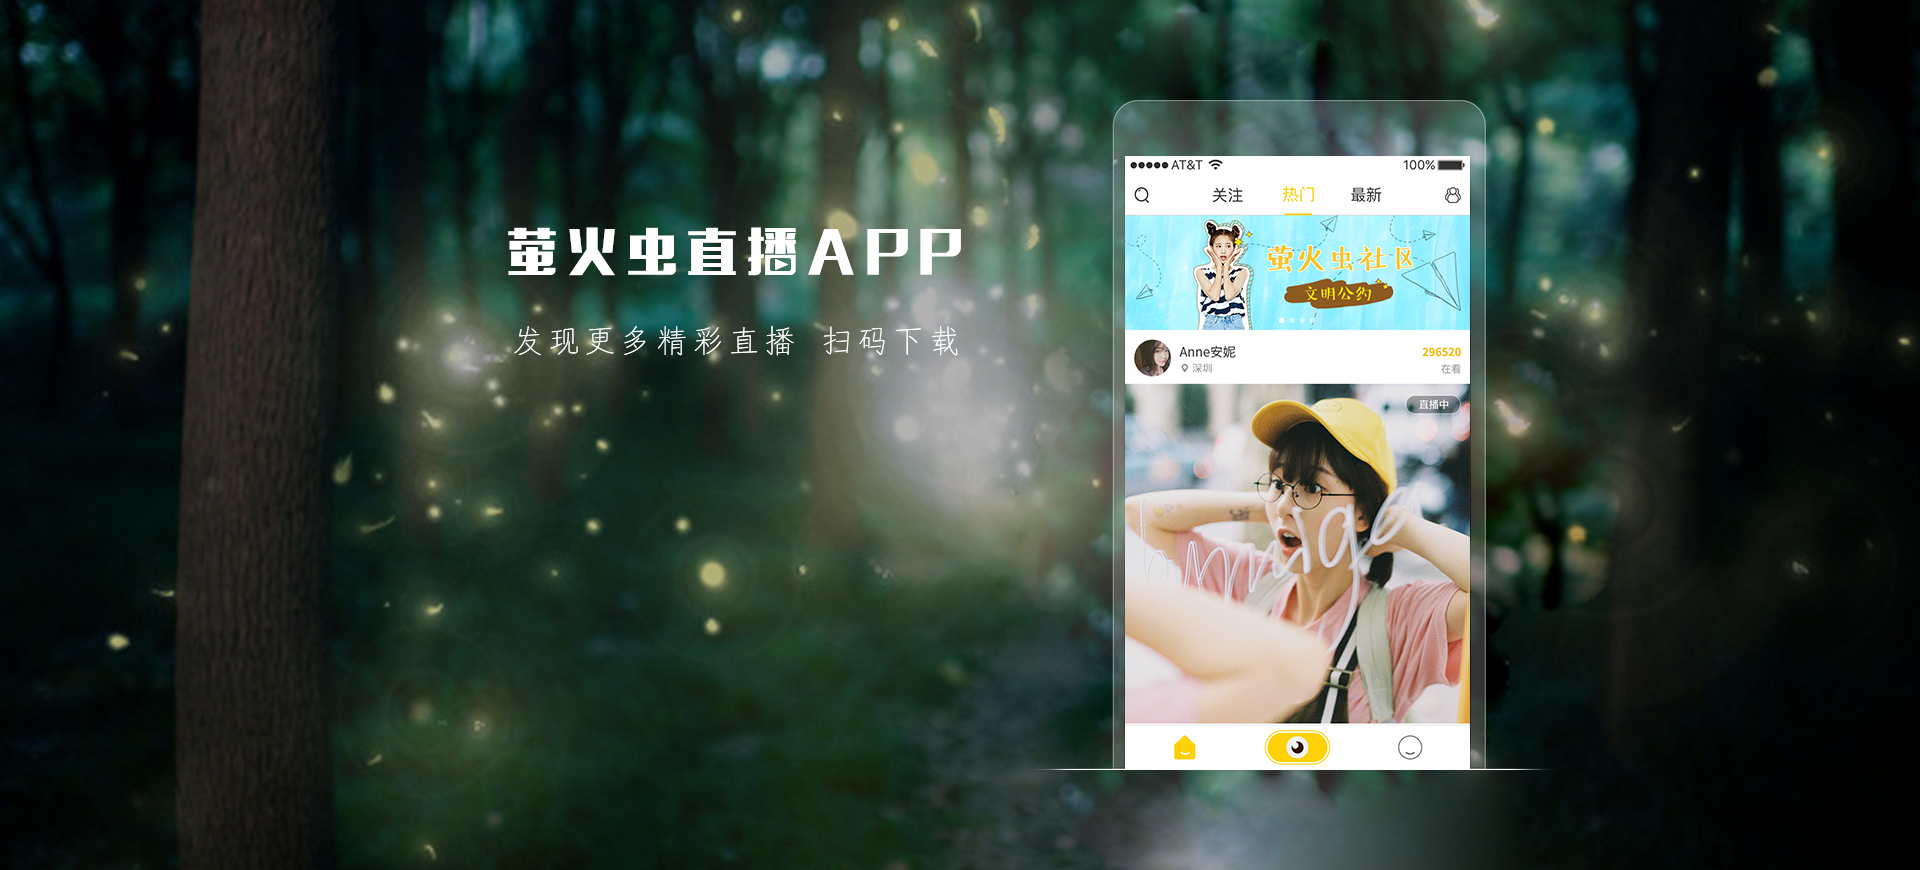 萤火虫直播APP
发现更多精彩直播 扫码下载
AT&T 100%
关注 热门 最新
萤火虫社区
文明公约
Anne安妮 296520
深圳 在看
直播中